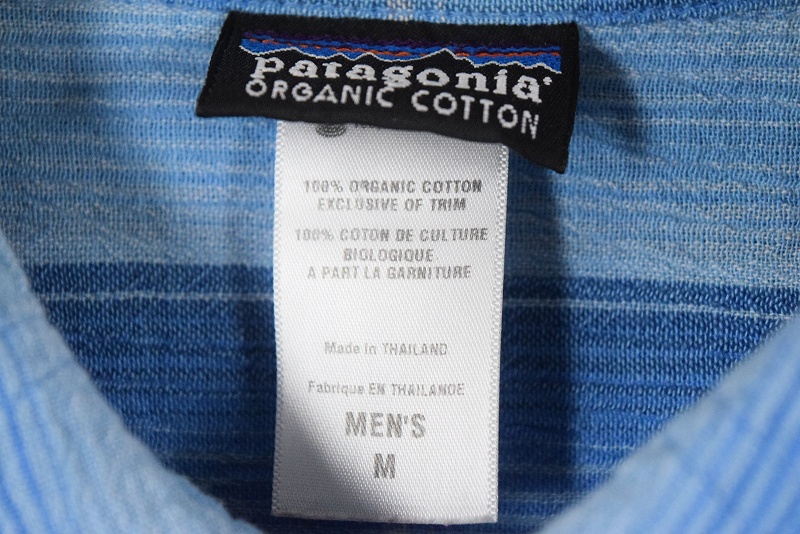 patagonia®
ORGANIC COTTON
100% ORGANIC COTTON
EXCLUSIVE OF TRIM
100% COTON DE CULTURE
BIOLOGIQUE
A PART LA GARNITURE
Made in THAILAND
Fabriqué EN THAILANDE
MEN'S
M